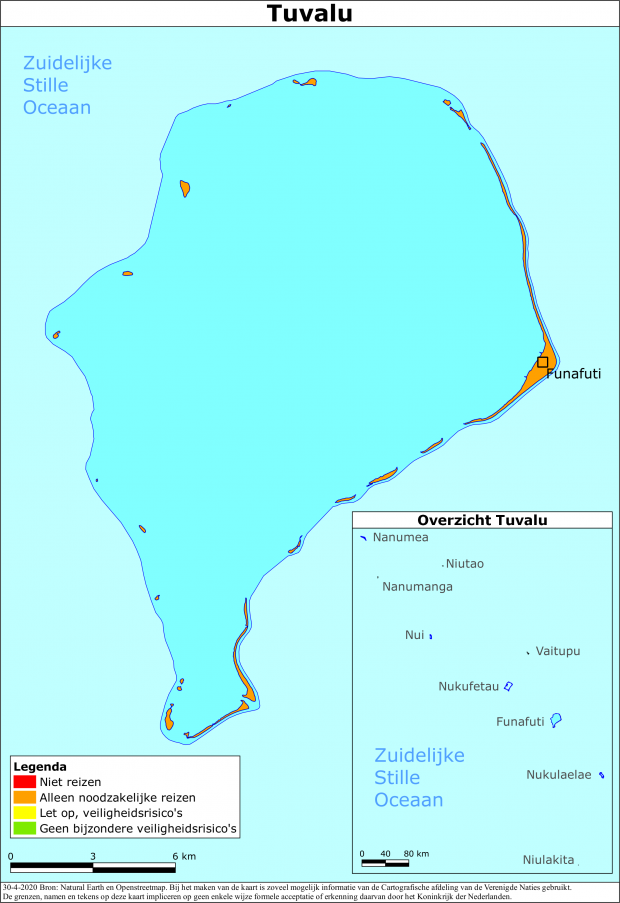 Tuvalu
Zuidelijke
Stille
Oceaan
Funafuti
Overzicht Tuvalu
Nanumea
Niutao
Nanumanga
Nui
Vaitupu
Nukufetau
Funafuti
Nukulaelae
Niulakita
Zuidelijke
Stille
Oceaan
0 40 80 km
Legenda
Niet reizen
Alleen noodzakelijke reizen
Let op, veiligheidsrisico's
Geen bijzondere veiligheidsrisico's
0 3 6 km
30-4-2020 Bron: Natural Earth en Openstreetmap. Bij het maken van de kaart is zoveel mogelijk informatie van de Cartografische afdeling van de Verenigde Naties gebruikt.
De grenzen, namen en tekens op deze kaart impliceren op geen enkele wijze formele acceptatie of erkenning daarvan door het Koninkrijk der Nederlanden.